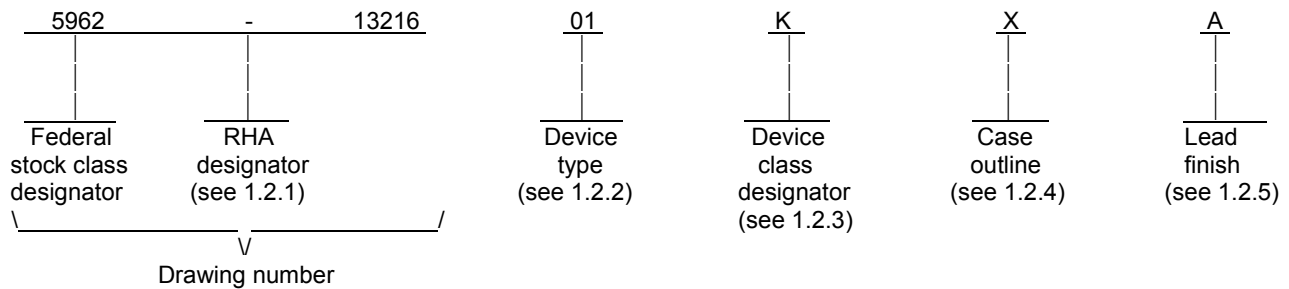 5962 - 13216 01 K X A
Federal RHA Device Device Case Lead
stock class designator type class outline finish
designator (see 1.2.1) (see 1.2.2) designator (see 1.2.4) (see 1.2.5)
(see 1.2.3)
Drawing number